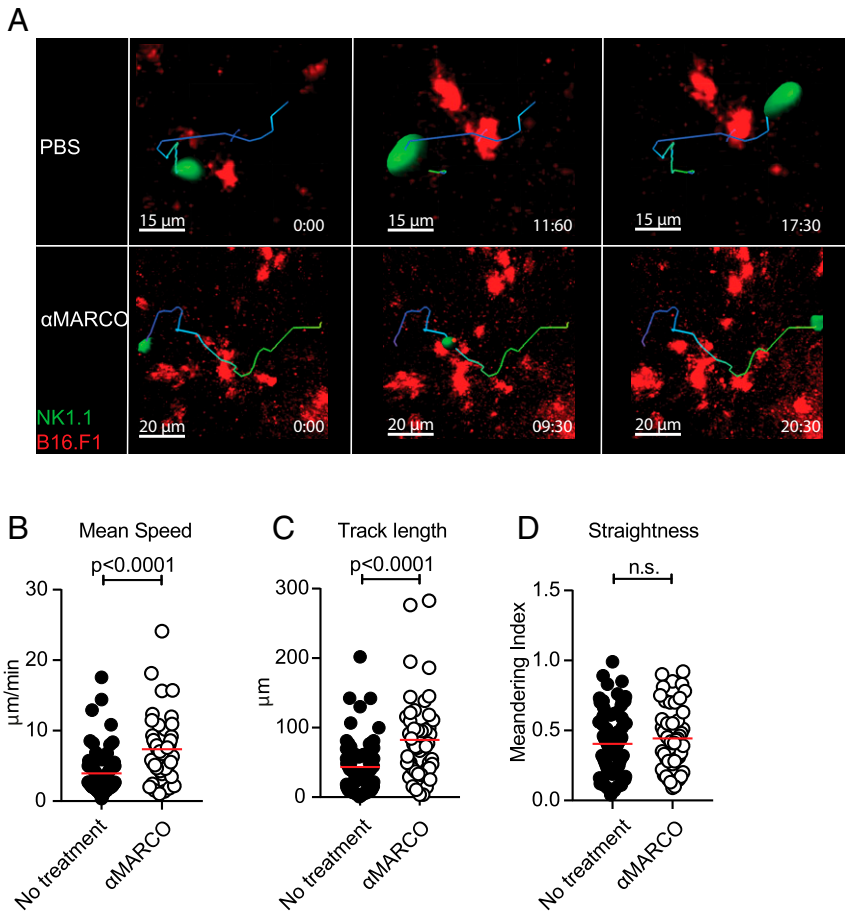 A
PBS
15 µm
0:00
15 µm
11:60
15 µm
17:30
αMARCO
NK1.1
B16.F1
20 µm
0:00
20 µm
09:30
20 µm
20:30
B
Mean Speed
p<0.0001
30
20
10
0
µm/min
No treatment
αMARCO
C
Track length
p<0.0001
300
200
100
0
µm
No treatment
αMARCO
D
Straightness
n.s.
1.5
1.0
0.5
0.0
Meandering Index
No treatment
αMARCO